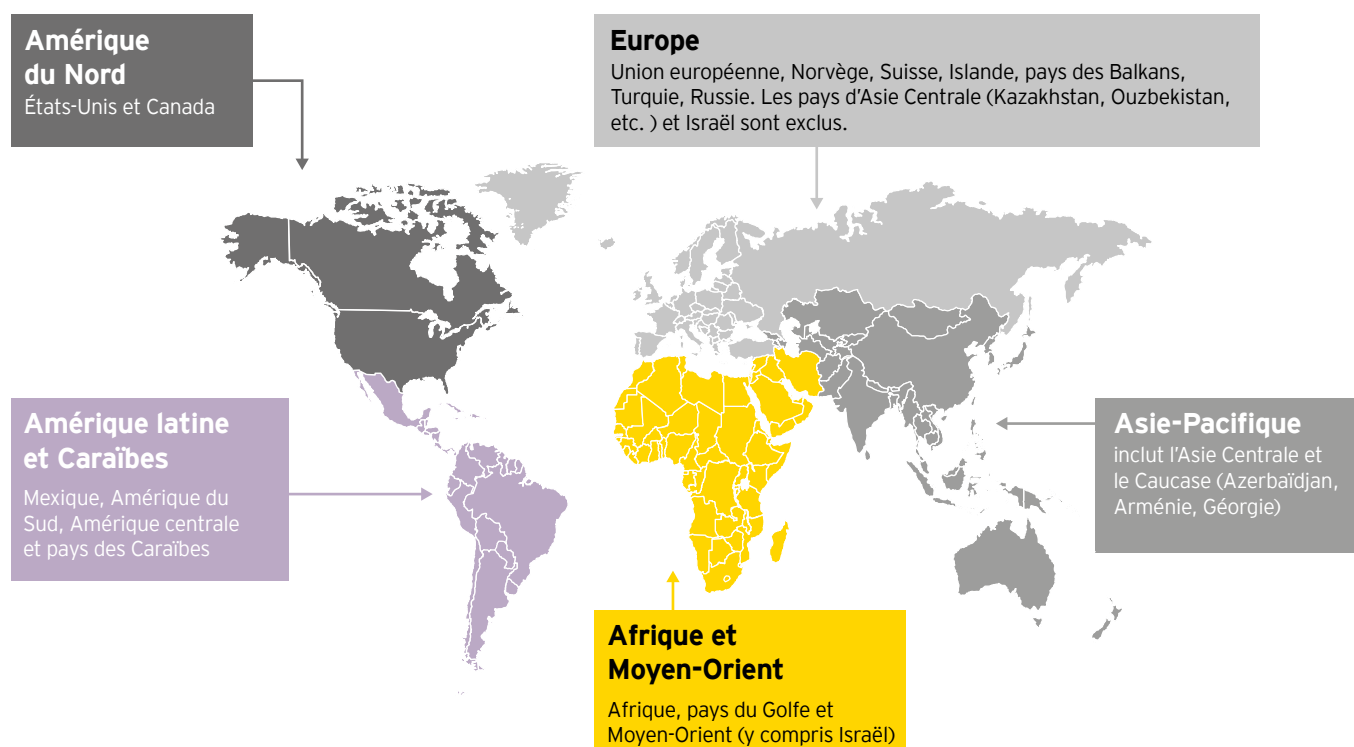 Amérique
du Nord
États-Unis et Canada
Europe
Union européenne, Norvège, Suisse, Islande, pays des Balkans,
Turquie, Russie. Les pays d’Asie Centrale (Kazakhstan, Ouzbekistan,
etc. ) et Israël sont exclus.
Amérique latine
et Caraïbes
Mexique, Amérique du
Sud, Amérique centrale
et pays des Caraïbes
Asie-Pacifique
inclut l’Asie Centrale et
le Caucase (Azerbaïdjan,
Arménie, Géorgie)
Afrique et
Moyen-Orient
Afrique, pays du Golfe et
Moyen-Orient (y compris Israël)